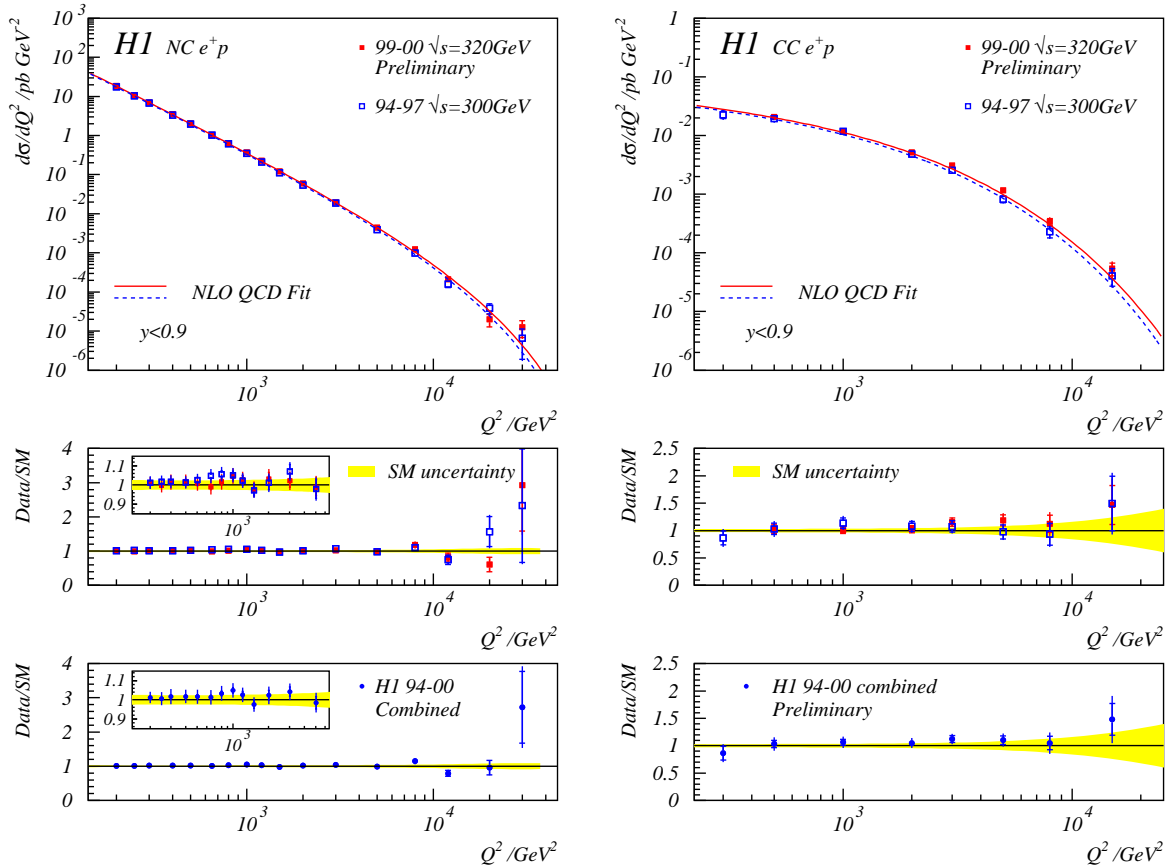 H1 NC e+p
99-00 √s=320GeV
Preliminary
94-97 √s=300GeV
NLO QCD Fit
y<0.9
dσ/dQ² /pb GeV⁻²
10³
10²
10
1
10⁻¹
10⁻²
10⁻³
10⁻⁴
10⁻⁵
10⁻⁶
10
10³
10⁴
Q² /GeV²
H1 CC e+p
99-00 √s=320GeV
Preliminary
94-97 √s=300GeV
NLO QCD Fit
y<0.9
dσ/dQ² /pb GeV⁻²
1
10⁻¹
10⁻²
10⁻³
10⁻⁴
10⁻⁵
10⁻⁶
10
10³
10⁴
Q² /GeV²
Data/SM
4
3
2
1
0
1.1
1
0.9
10³
SM uncertainty
10³
10⁴
Q² /GeV²
Data/SM
2.5
2
1.5
1
0.5
0
SM uncertainty
10³
10⁴
Q² /GeV²
Data/SM
4
3
2
1
0
1.1
1
0.9
10³
H1 94-00
Combined
10³
10⁴
Q² /GeV²
Data/SM
2.5
2
1.5
1
0.5
0
H1 94-00 combined
Preliminary
10³
10⁴
Q² /GeV²